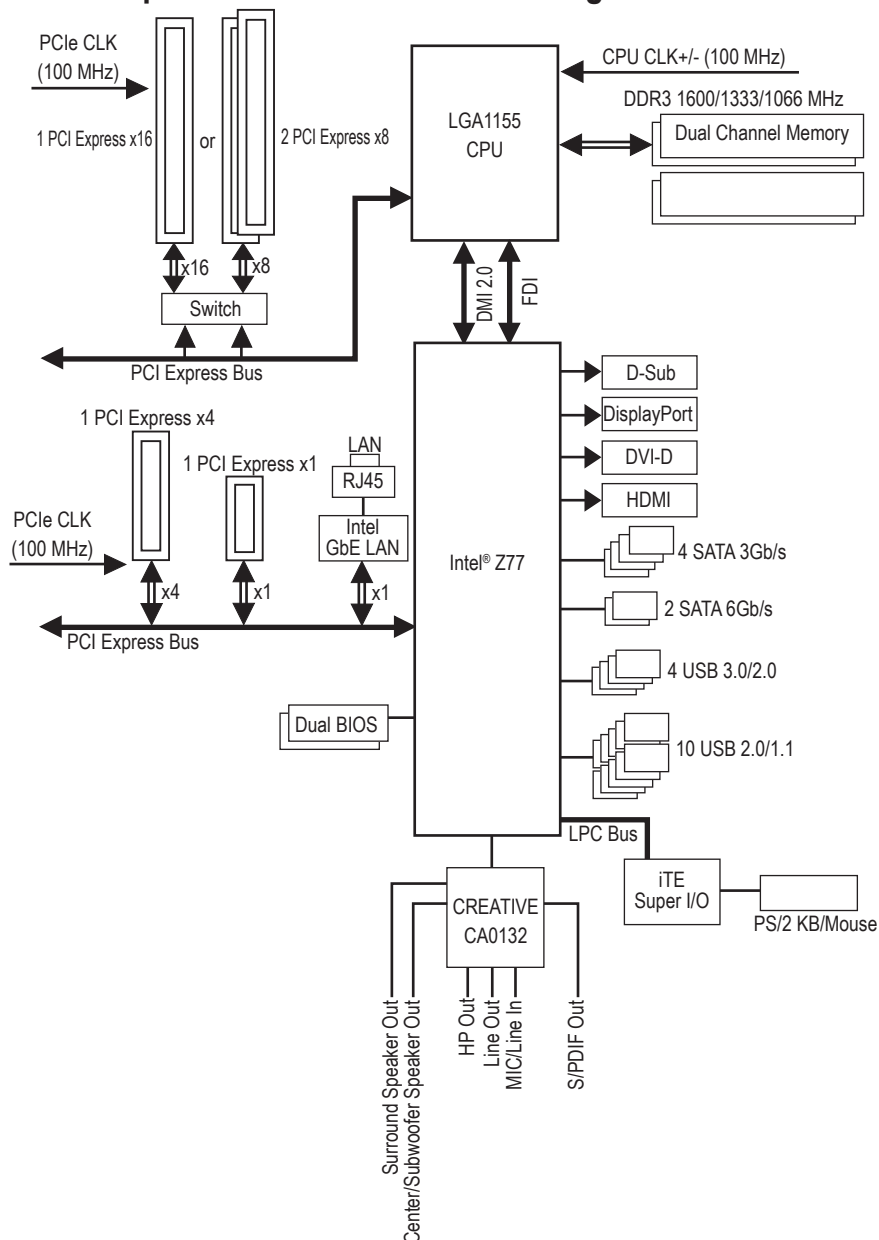 PCIe CLK
(100 MHz)
1 PCI Express x16
or
2 PCI Express x8
x16
x8
Switch
PCI Express Bus
LGA1155
CPU
CPU CLK+/- (100 MHz)
DDR3 1600/1333/1066 MHz
Dual Channel Memory
DMI 2.0
FDI
1 PCI Express x4
1 PCI Express x1
LAN
RJ45
Intel
GbE LAN
PCIe CLK
(100 MHz)
x4
x1
x1
PCI Express Bus
Dual BIOS
Intel® Z77
D-Sub
DisplayPort
DVI-D
HDMI
4 SATA 3Gb/s
2 SATA 6Gb/s
4 USB 3.0/2.0
10 USB 2.0/1.1
LPC Bus
iTE
Super I/O
PS/2 KB/Mouse
CREATIVE
CA0132
Surround Speaker Out
Center/Subwoofer Speaker Out
HP Out
Line Out
MIC/Line In
S/PDIF Out